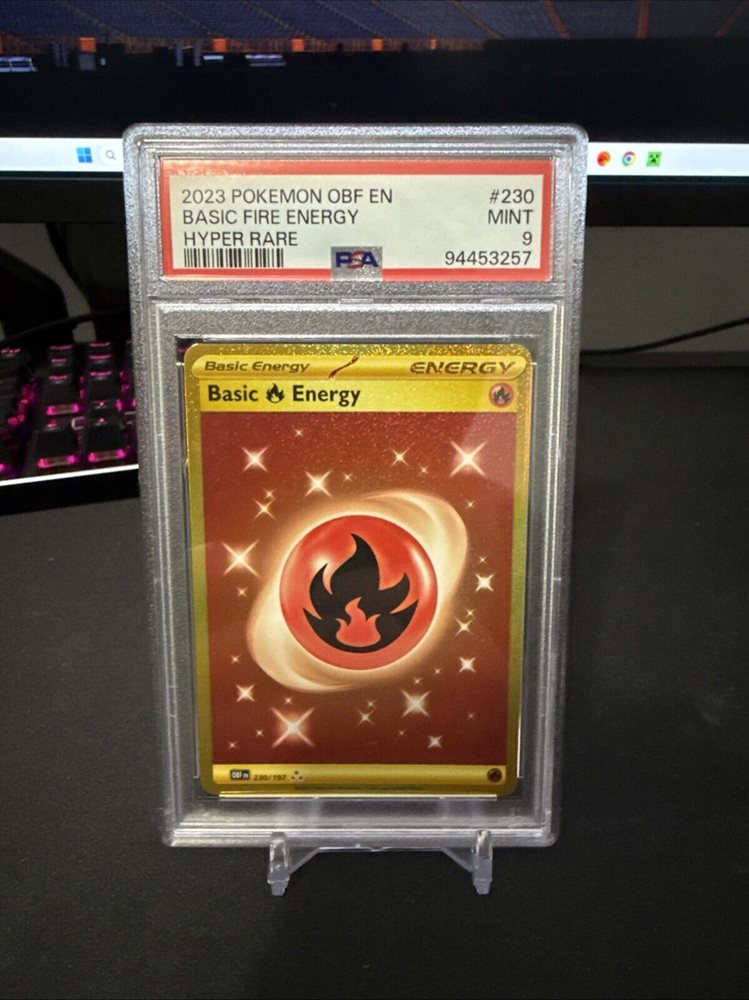 2023 POKEMON OBF EN #230
BASIC FIRE ENERGY MINT
HYPER RARE 9
PSA 94453257
Basic Energy ENERGY
Basic Energy
OBF EN 230/197